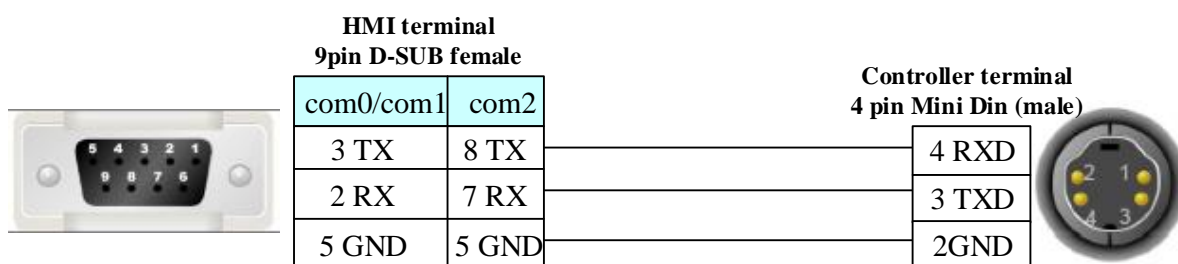 HMI terminal
9pin D-SUB female
Controller terminal
4 pin Mini Din (male)
com0/com1 com2
3 TX 8 TX
2 RX 7 RX
5 GND 5 GND
4 RXD
3 TXD
2GND
5 4 3 2 1
9 8 7 6
2 1
4 3